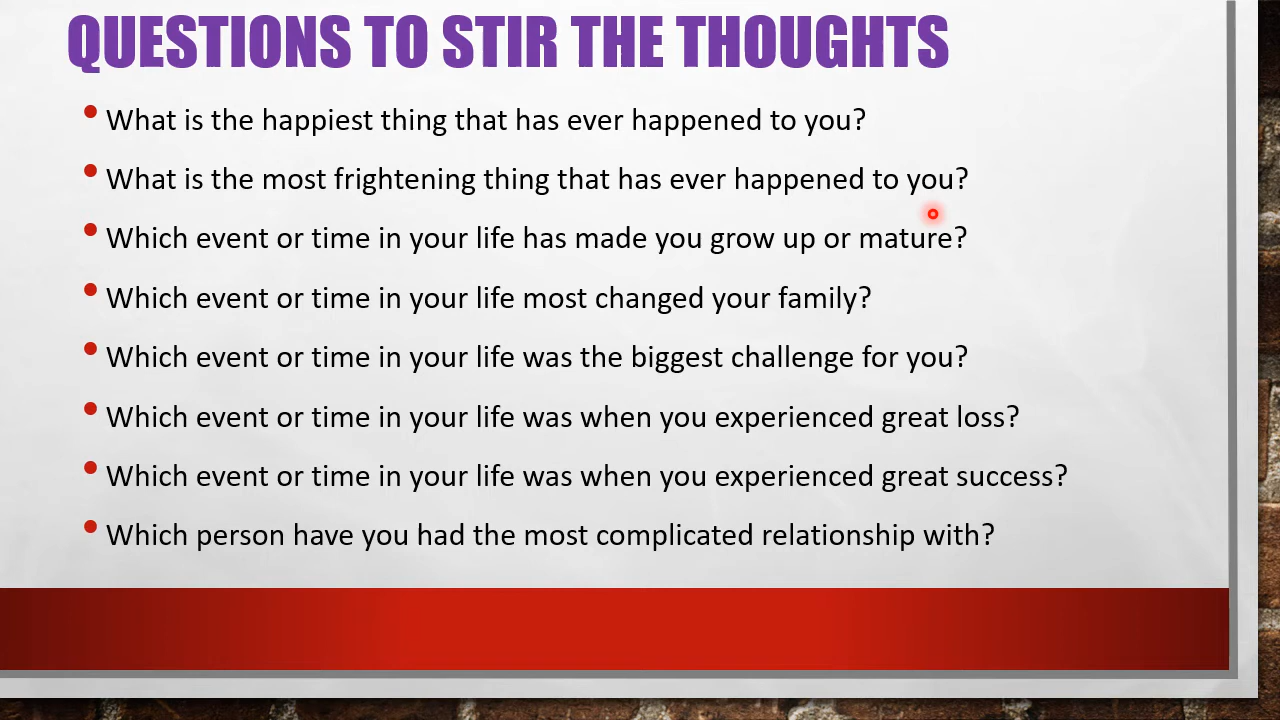 QUESTIONS TO STIR THE THOUGHTS
• What is the happiest thing that has ever happened to you?
• What is the most frightening thing that has ever happened to you?
• Which event or time in your life has made you grow up or mature?
• Which event or time in your life most changed your family?
• Which event or time in your life was the biggest challenge for you?
• Which event or time in your life was when you experienced great loss?
• Which event or time in your life was when you experienced great success?
• Which person have you had the most complicated relationship with?